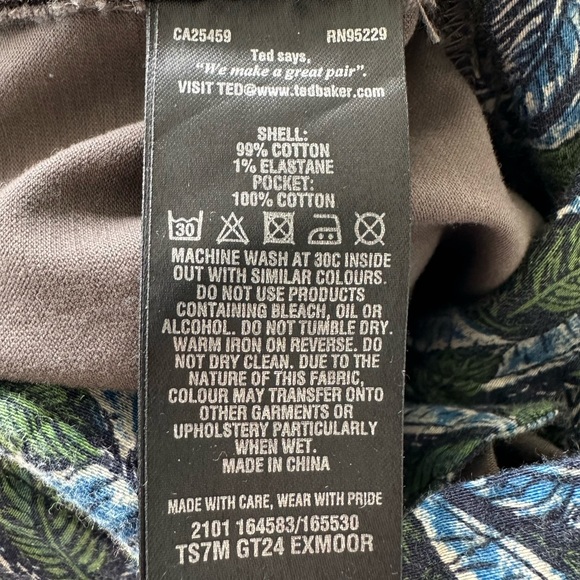 CA25459 RN95229
Ted says,
"We make a great pair".
VISIT TED@www.tedbaker.com
SHELL:
99% COTTON
1% ELASTANE
POCKET:
100% COTTON
30
MACHINE WASH AT 30C INSIDE
OUT WITH SIMILAR COLOURS.
DO NOT USE PRODUCTS
CONTAINING BLEACH, OIL OR
ALCOHOL. DO NOT TUMBLE DRY.
WARM IRON ON REVERSE. DO
NOT DRY CLEAN. DUE TO THE
NATURE OF THIS FABRIC,
COLOUR MAY TRANSFER ONTO
OTHER GARMENTS OR
UPHOLSTERY PARTICULARLY
WHEN WET.
MADE IN CHINA
MADE WITH CARE, WEAR WITH PRIDE
2101 164583/165530
TS7M GT24 EXMOOR